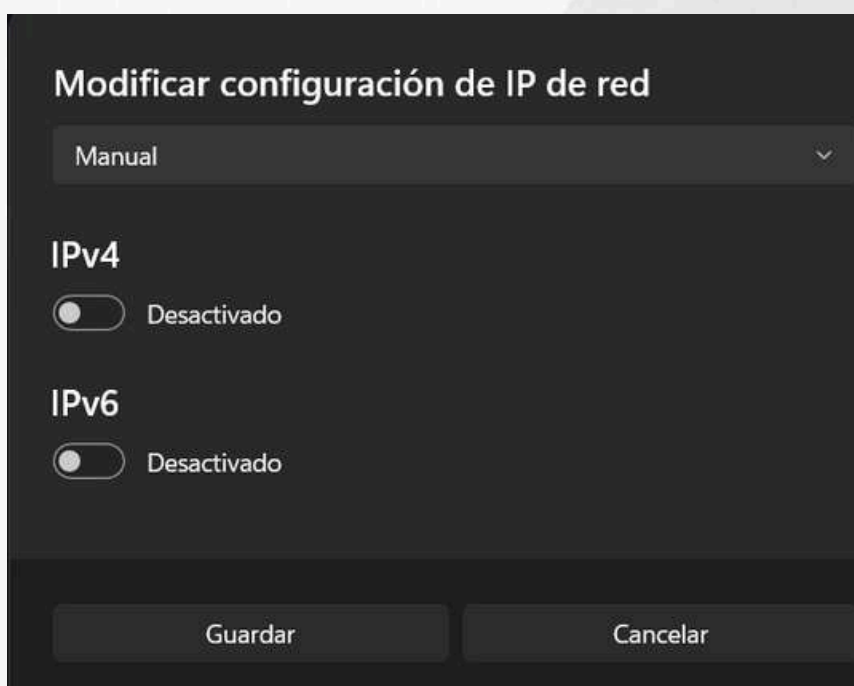 Modificar configuración de IP de red
Manual
IPv4
Desactivado
IPv6
Desactivado
Guardar
Cancelar